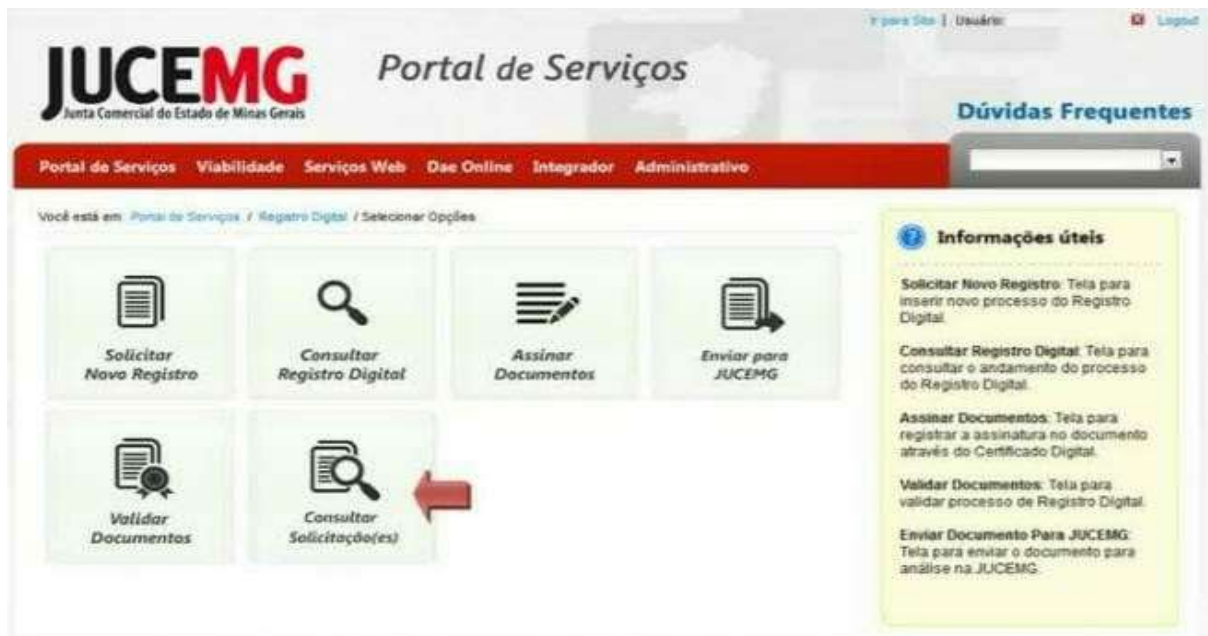 Ir para Site | Usuário: Logout
JUCEMG
Junta Comercial do Estado de Minas Gerais
Portal de Serviços
Dúvidas Frequentes
Portal de Serviços Viabilidade Serviços Web Dae Online Integrador Administrativo
Você está em: Portal de Serviços / Registro Digital / Selecionar Opções
Solicitar
Novo Registro
Consultar
Registro Digital
Assinar
Documentos
Enviar para
JUCEMG
Validar
Documentos
Consultar
Solicitação(es)
Informações úteis
Solicitar Novo Registro: Tela para
inserir novo processo do Registro
Digital.
Consultar Registro Digital: Tela para
consultar o andamento do processo
do Registro Digital.
Assinar Documentos: Tela para
registrar a assinatura no documento
através do Certificado Digital.
Validar Documentos: Tela para
validar processo de Registro Digital.
Enviar Documento Para JUCEMG:
Tela para enviar o documento para
análise na JUCEMG.